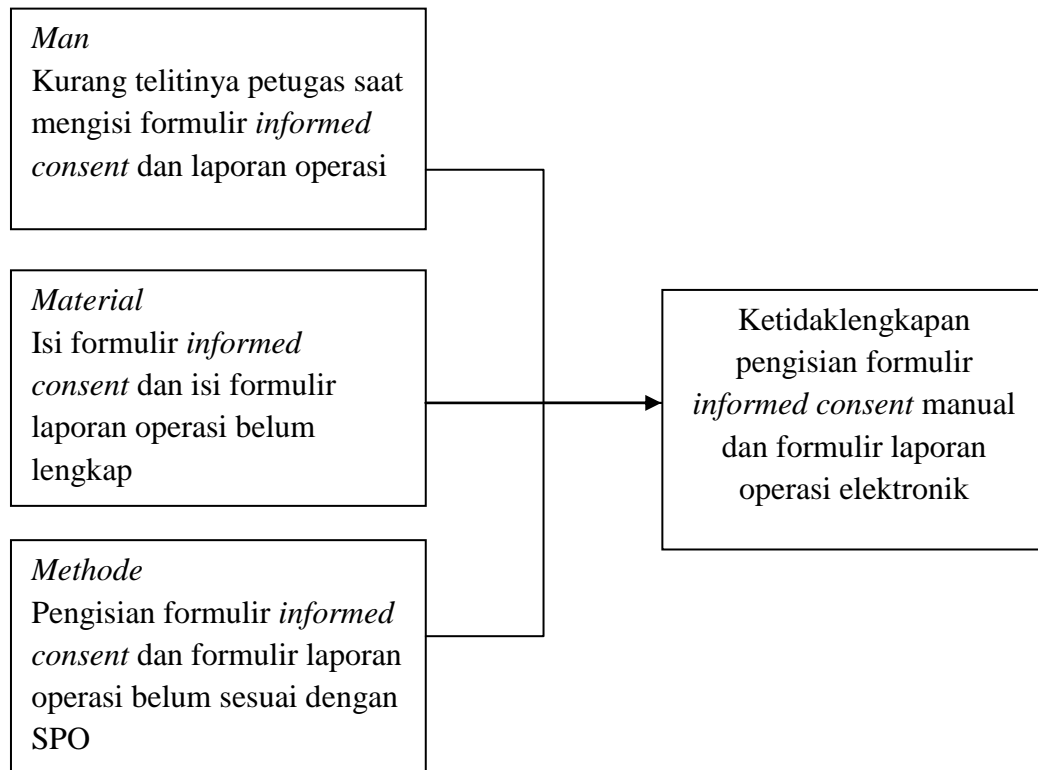 Man
Kurang telitinya petugas saat
mengisi formulir informed
consent dan laporan operasi
Material
Isi formulir informed
consent dan isi formulir
laporan operasi belum
lengkap
Methode
Pengisian formulir informed
consent dan formulir laporan
operasi belum sesuai dengan
SPO
Ketidaklengkapan
pengisian formulir
informed consent manual
dan formulir laporan
operasi elektronik